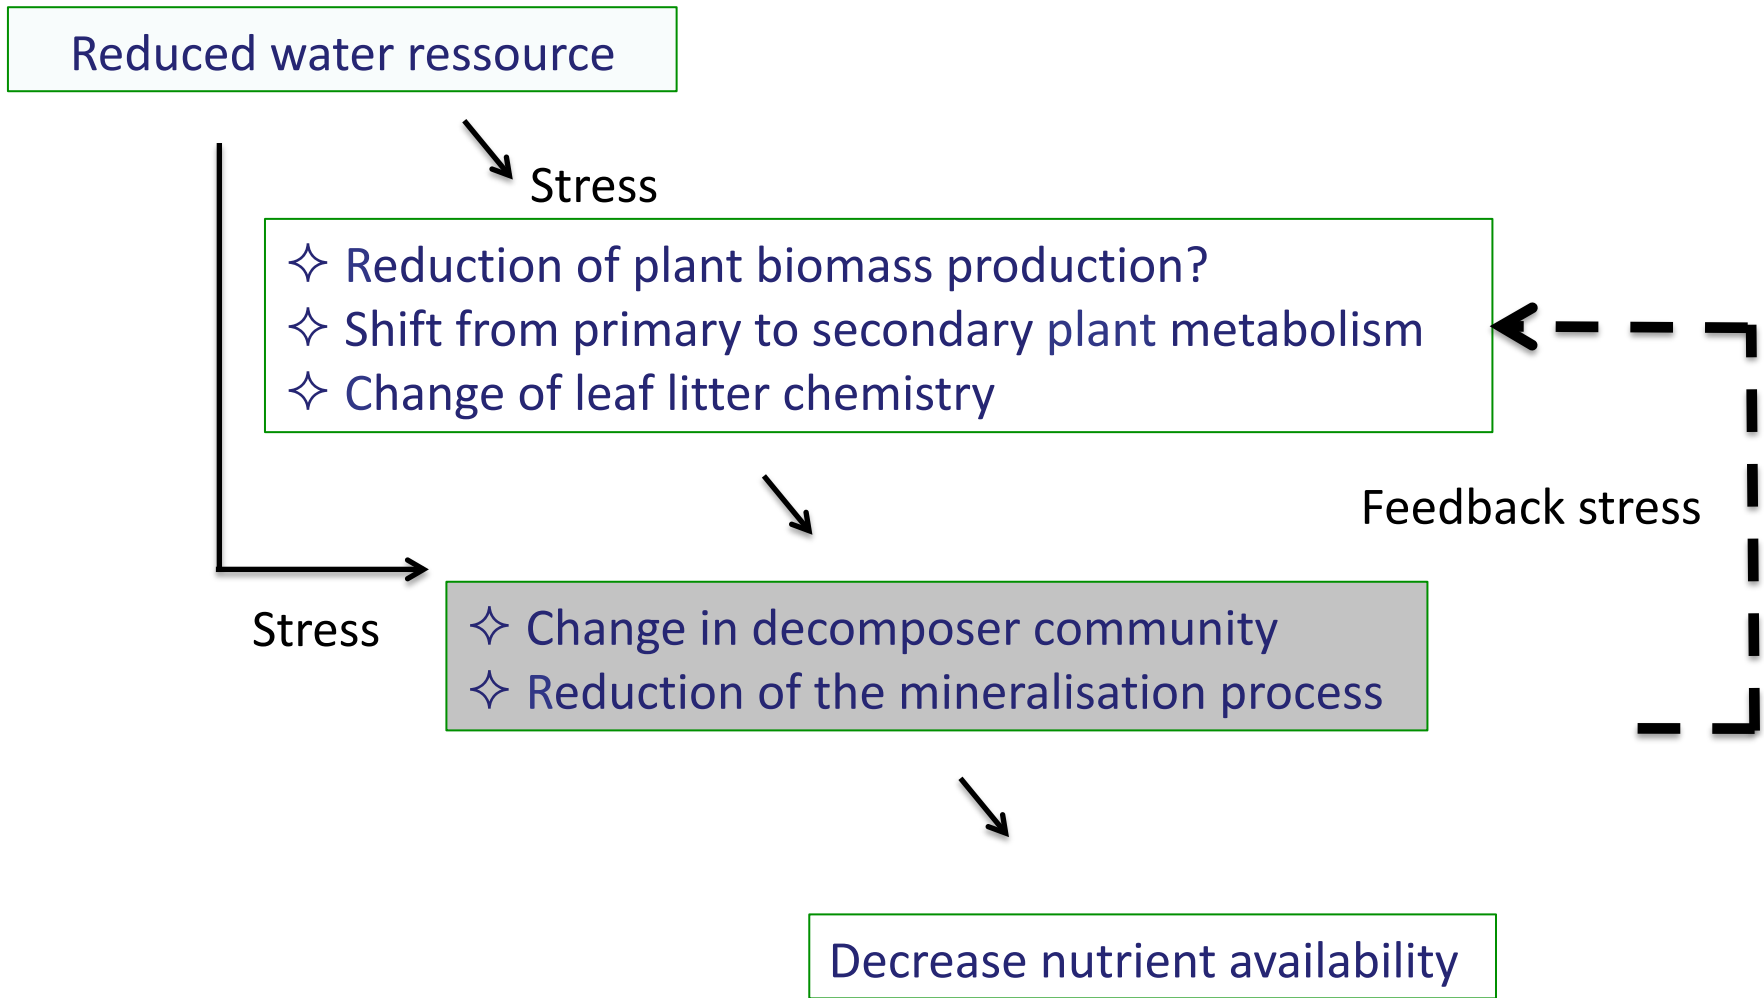 Reduced water ressource
Stress
✧ Reduction of plant biomass production?
✧ Shift from primary to secondary plant metabolism
✧ Change of leaf litter chemistry
Feedback stress
Stress
✧ Change in decomposer community
✧ Reduction of the mineralisation process
Decrease nutrient availability